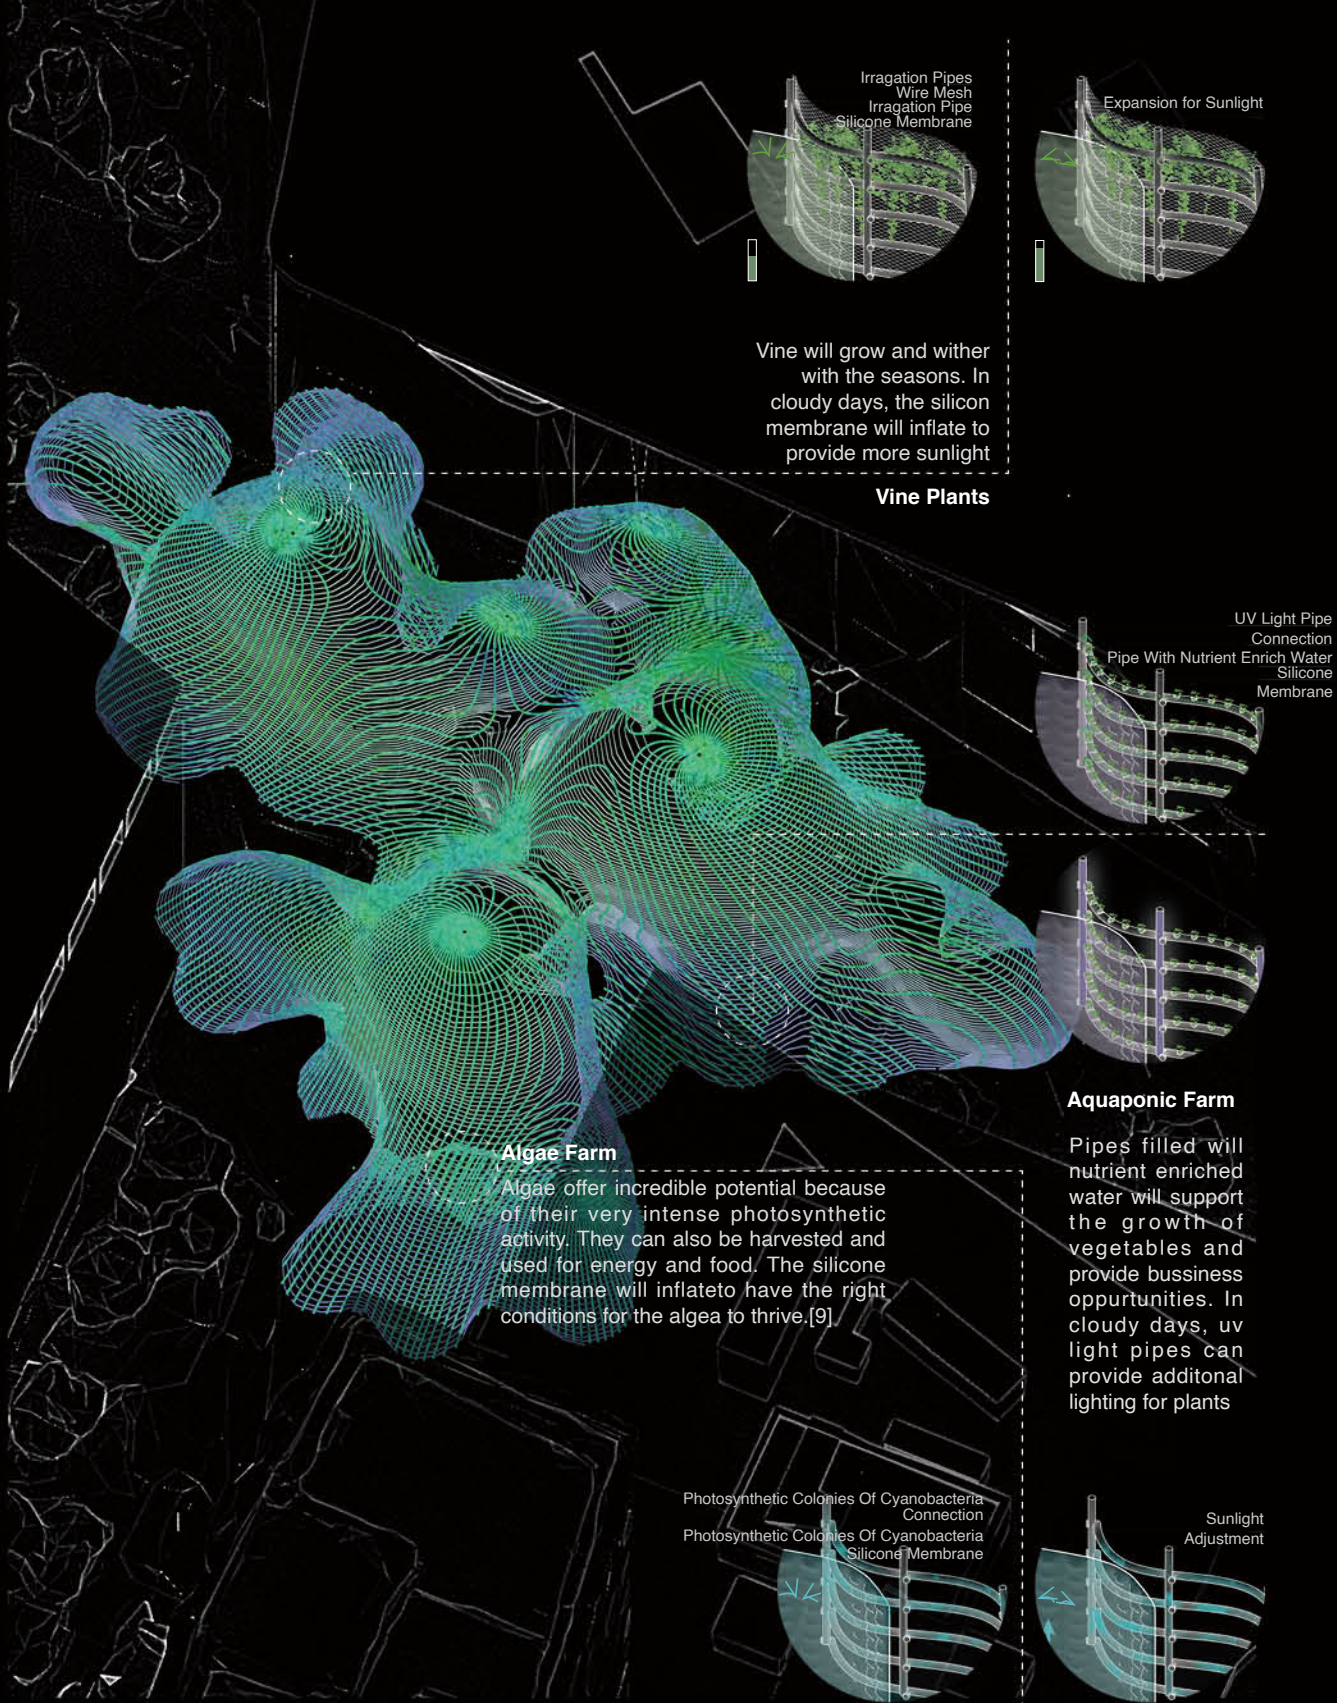 Irragation Pipes
Wire Mesh
Irragation Pipe
Silicone Membrane
Expansion for Sunlight
Vine will grow and wither
with the seasons. In
cloudy days, the silicon
membrane will inflate to
provide more sunlight
Vine Plants
UV Light Pipe
Connection
Pipe With Nutrient Enrich Water
Silicone
Membrane
Aquaponic Farm
Pipes filled will
nutrient enriched
water will support
the growth of
vegetables and
provide bussiness
oppurtunities. In
cloudy days, uv
light pipes can
provide additonal
lighting for plants
Algae Farm
Algae offer incredible potential because
of their very intense photosynthetic
activity. They can also be harvested and
used for energy and food. The silicone
membrane will inflateto have the right
conditions for the algea to thrive.[9]
Photosynthetic Colonies Of Cyanobacteria
Connection
Photosynthetic Colonies Of Cyanobacteria
Silicone Membrane
Sunlight
Adjustment